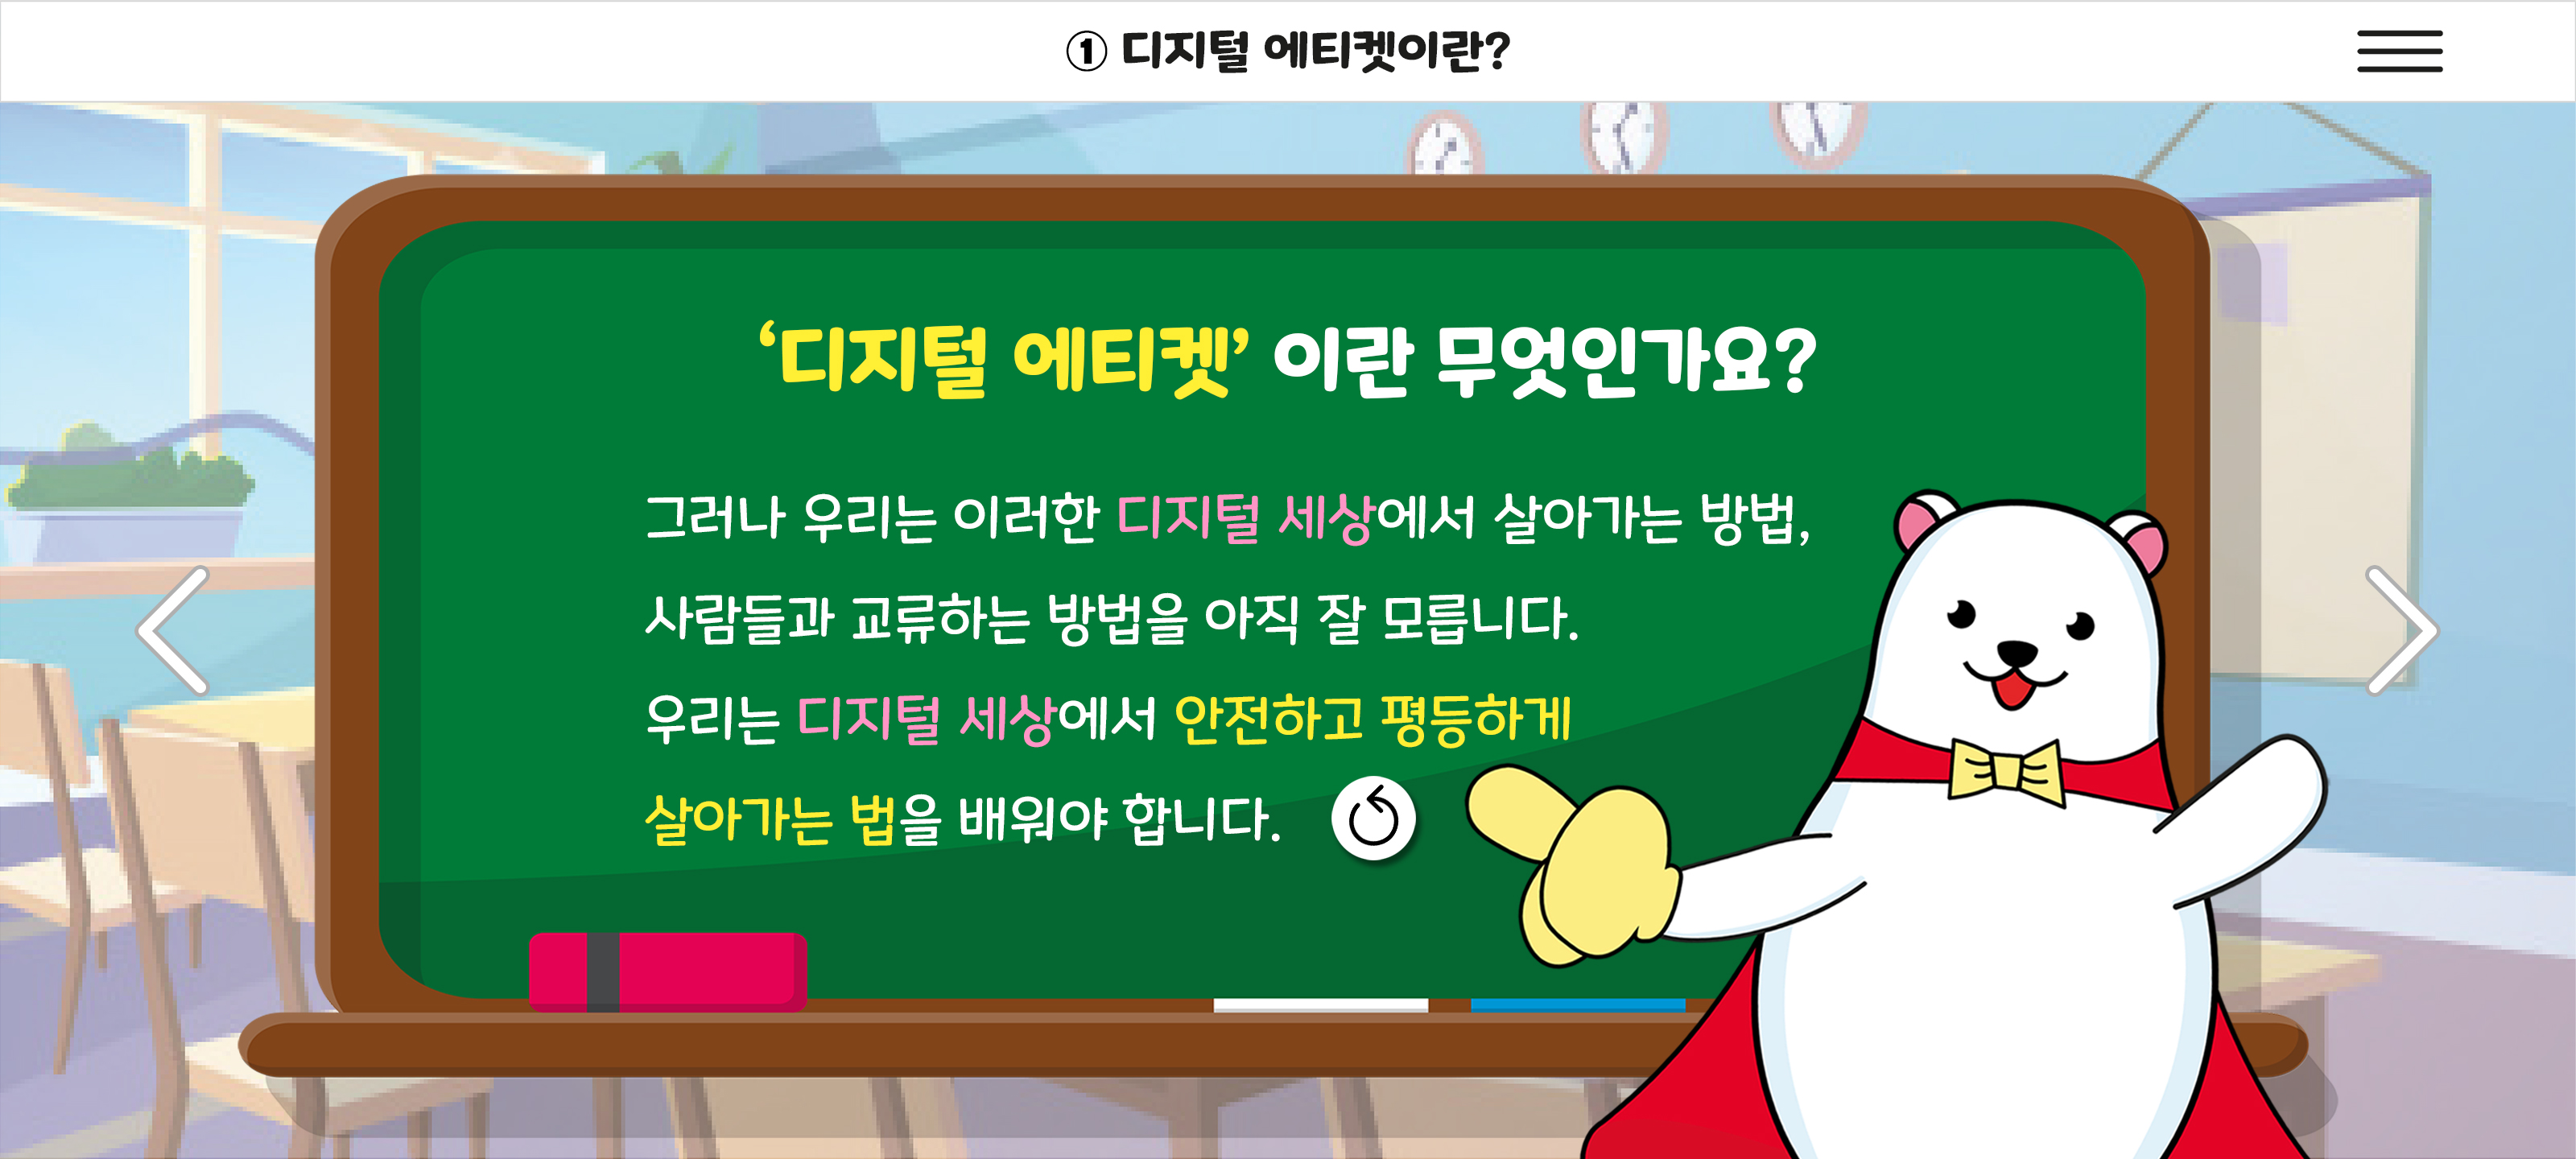 ① 디지털 에티켓이란?
‘디지털 에티켓’ 이란 무엇인가요?
그러나 우리는 이러한 디지털 세상에서 살아가는 방법,
사람들과 교류하는 방법을 아직 잘 모릅니다.
우리는 디지털 세상에서 안전하고 평등하게
살아가는 법을 배워야 합니다.